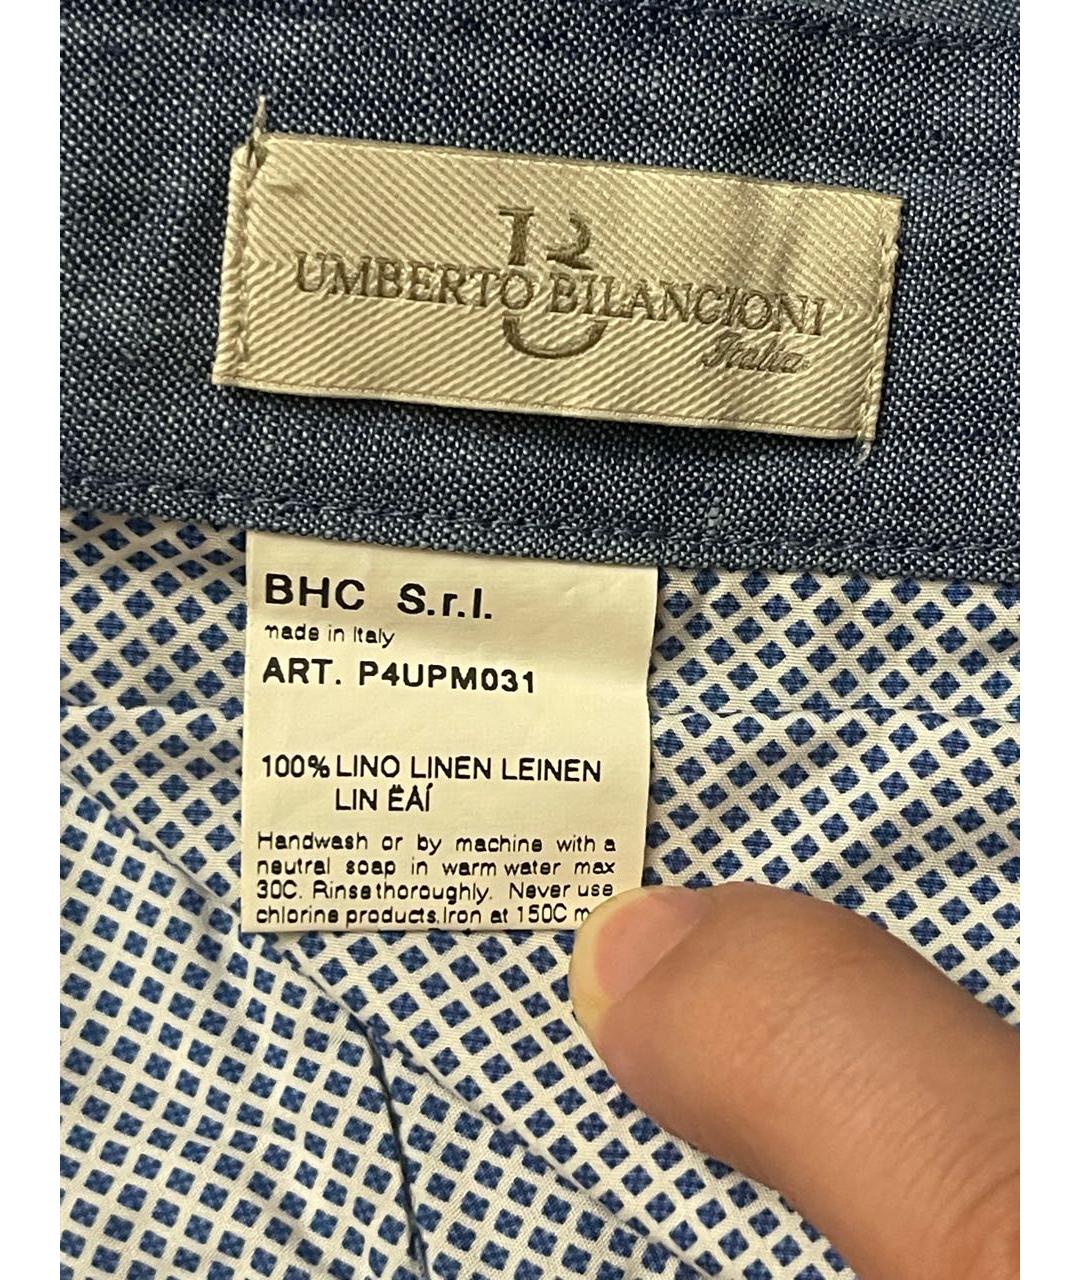 UB
UMBERTO BILANCIONI
Italia
BHC S.r.l.
made in Italy
ART. P4UPM031
100% LINO LINEN LEINEN
LIN ËÀÍ
Handwash or by machine with a
neutral soap in warm water max
30C. Rinse thoroughly. Never use
chlorine products. Iron at 150C